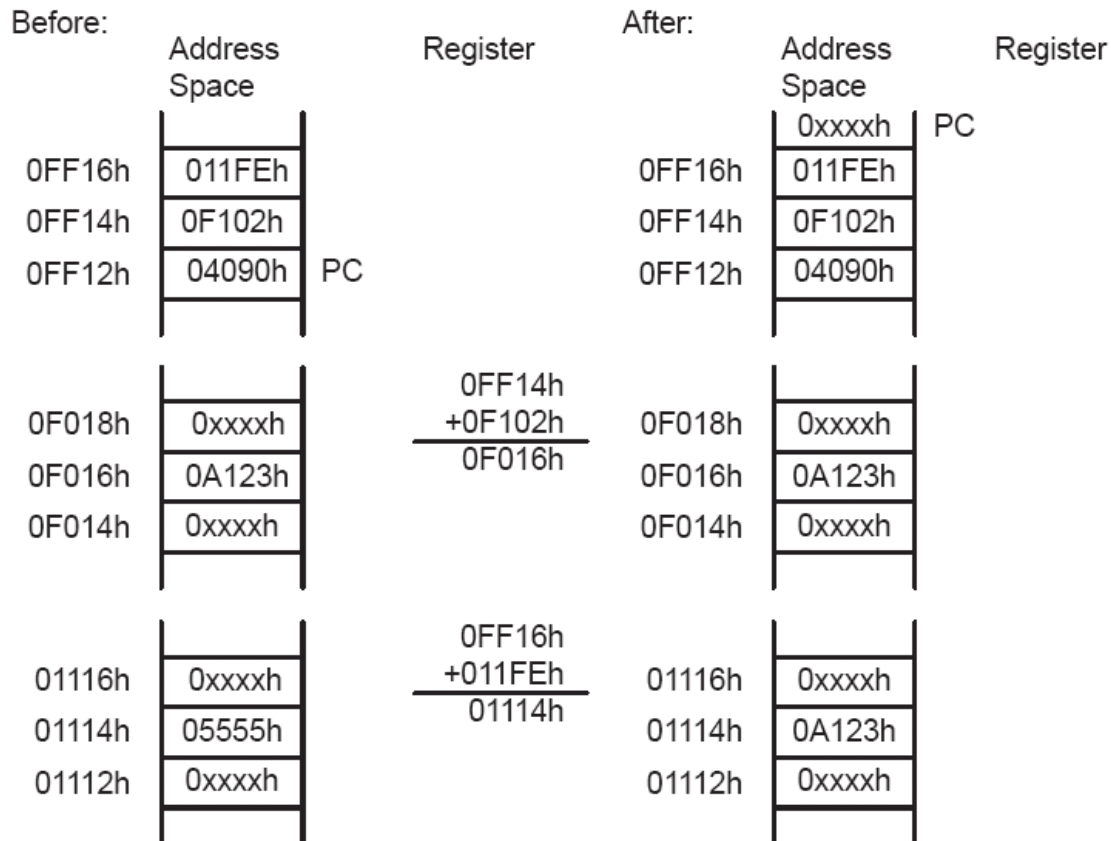 Before:
Address
Space
Register
0FF16h 011FEh
0FF14h 0F102h
0FF12h 04090h PC
0F018h 0xxxxh
0F016h 0A123h
0F014h 0xxxxh
0FF14h
+0F102h
0F016h
01116h 0xxxxh
01114h 05555h
01112h 0xxxxh
0FF16h
+011FEh
01114h
After:
Address
Space
Register
0xxxxh PC
0FF16h 011FEh
0FF14h 0F102h
0FF12h 04090h
0F018h 0xxxxh
0F016h 0A123h
0F014h 0xxxxh
01116h 0xxxxh
01114h 0A123h
01112h 0xxxxh